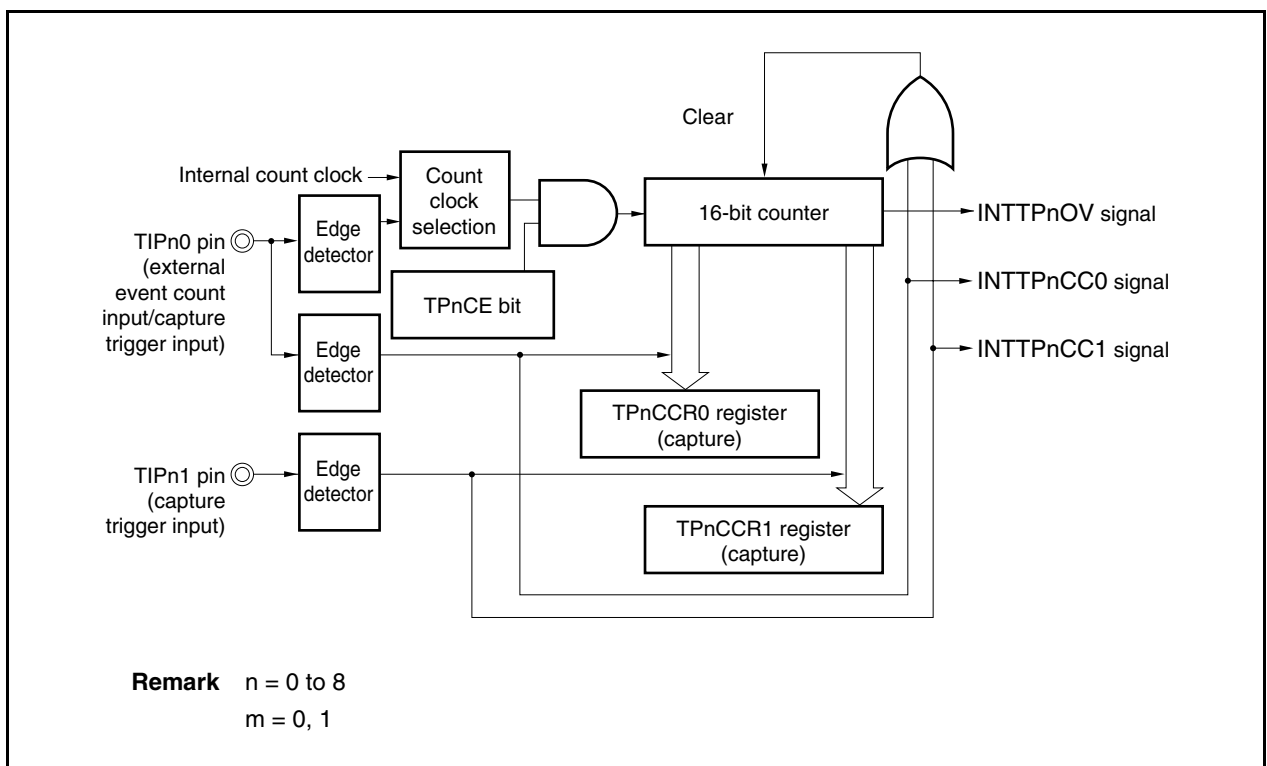 Clear
Internal count clock
Count
clock
selection
Edge
detector
16-bit counter
INTTPnOV signal
TIPn0 pin
(external
event count
input/capture
trigger input)
TPnCE bit
INTTPnCC0 signal
Edge
detector
INTTPnCC1 signal
TPnCCR0 register
(capture)
TIPn1 pin
(capture
trigger input)
Edge
detector
TPnCCR1 register
(capture)
Remark n = 0 to 8
m = 0, 1